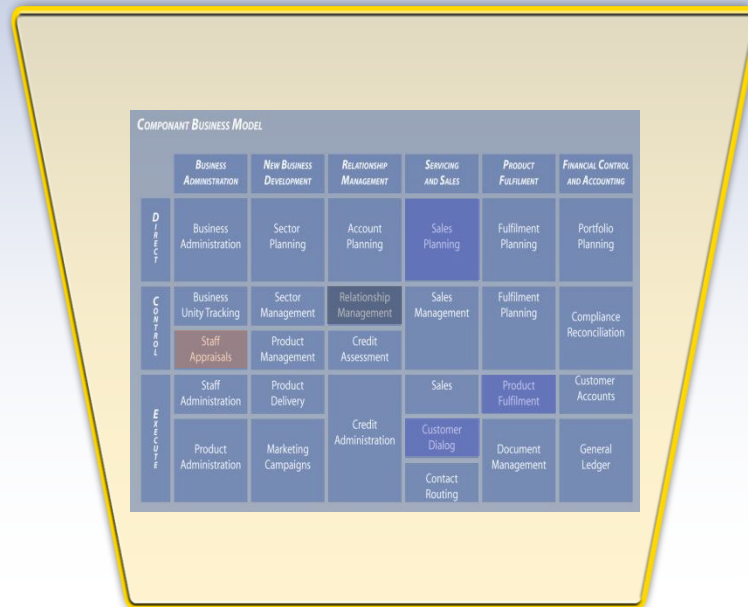 COMPONANT BUSINESS MODEL
BUSINESS
ADMINISTRATION
NEW BUSINESS
DEVELOPMENT
RELATIONSHIP
MANAGEMENT
SERVICING
AND SALES
PRODUCT
FULFILMENT
FINANCIAL CONTROL
AND ACCOUNTING
DIRECT
Business
Administration
Sector
Planning
Account
Planning
Sales
Planning
Fulfilment
Planning
Portfolio
Planning
CONTROL
Business
Unity Tracking
Sector
Management
Relationship
Management
Sales
Management
Fulfilment
Planning
Compliance
Reconciliation
Staff
Appraisals
Product
Management
Credit
Assessment
EXECUTE
Staff
Administration
Product
Delivery
Credit
Administration
Sales
Product
Fulfilment
Customer
Accounts
Product
Administration
Marketing
Campaigns
Customer
Dialog
Document
Management
General
Ledger
Contact
Routing